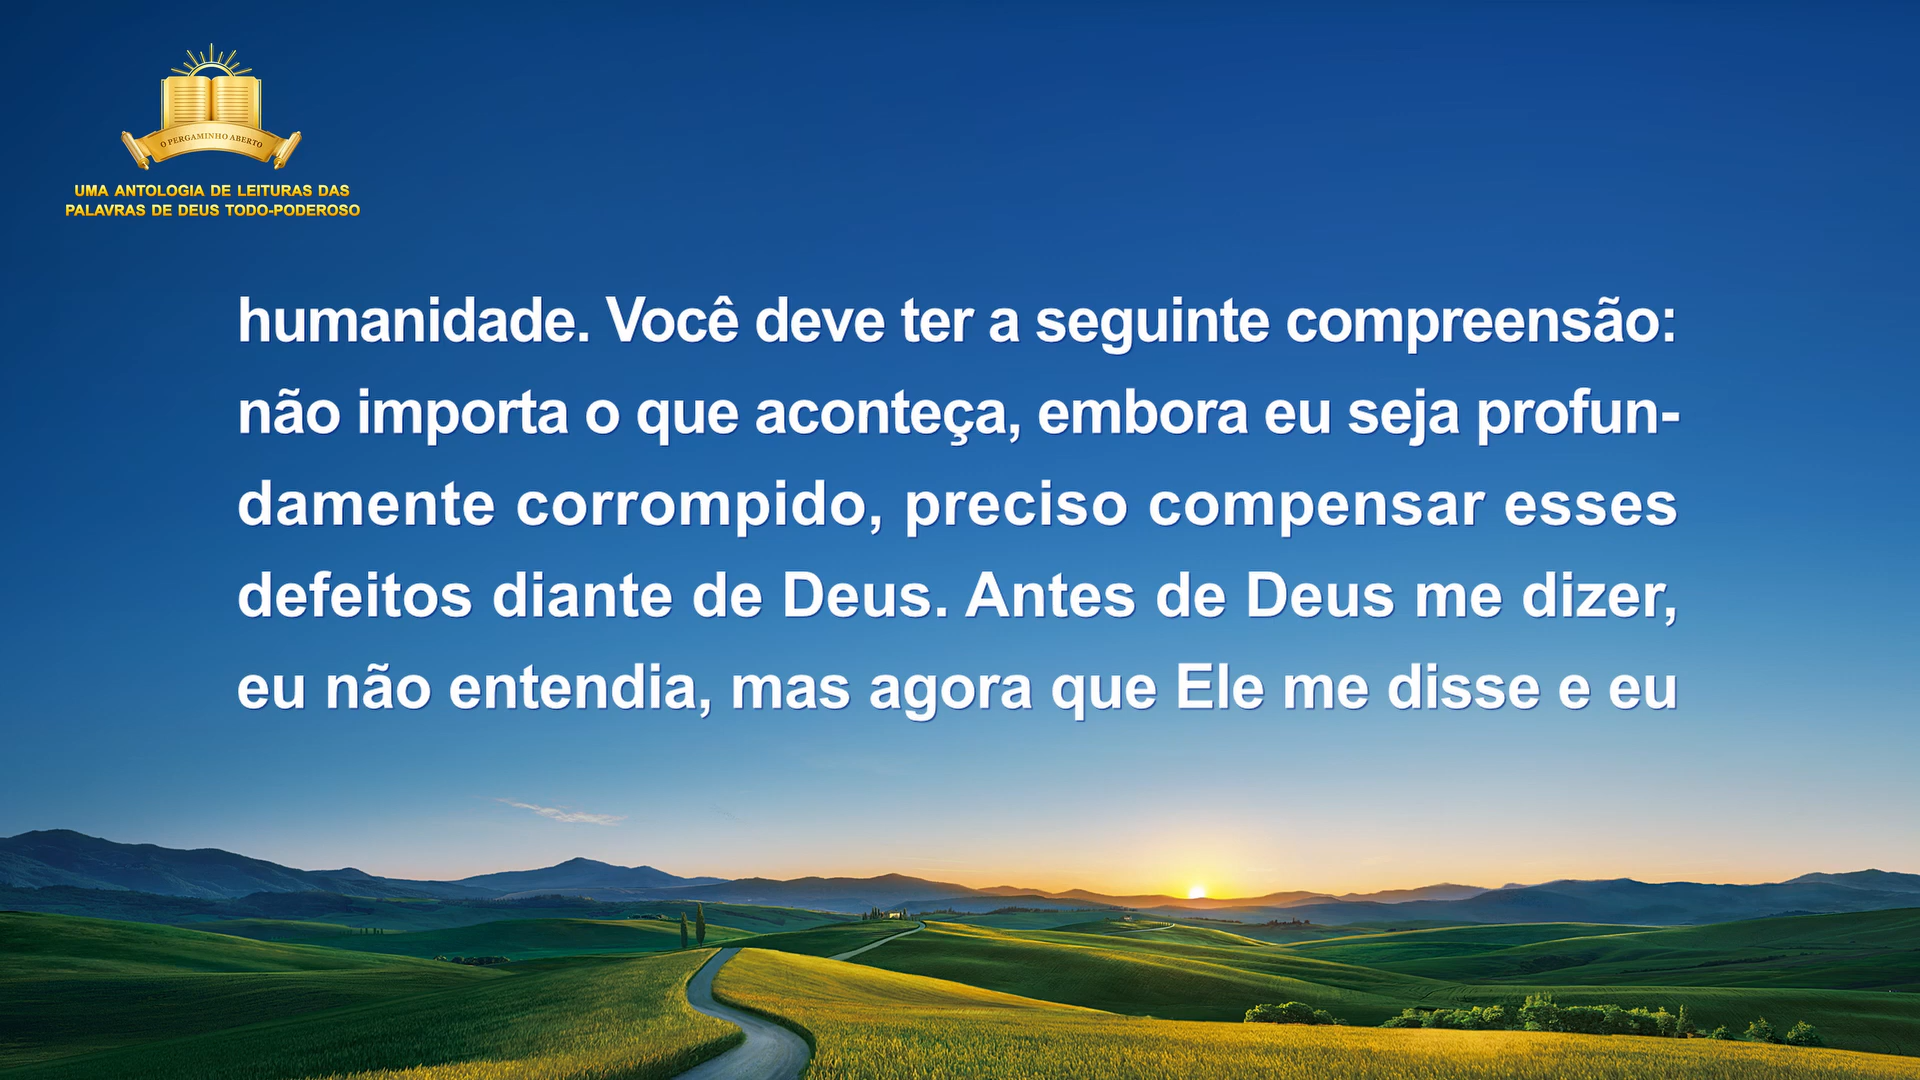 O PERGAMINHO ABERTO
UMA ANTOLOGIA DE LEITURAS DAS
PALAVRAS DE DEUS TODO-PODEROSO
humanidade. Você deve ter a seguinte compreensão:
não importa o que aconteça, embora eu seja profun-
damente corrompido, preciso compensar esses
defeitos diante de Deus. Antes de Deus me dizer,
eu não entendia, mas agora que Ele me disse e eu